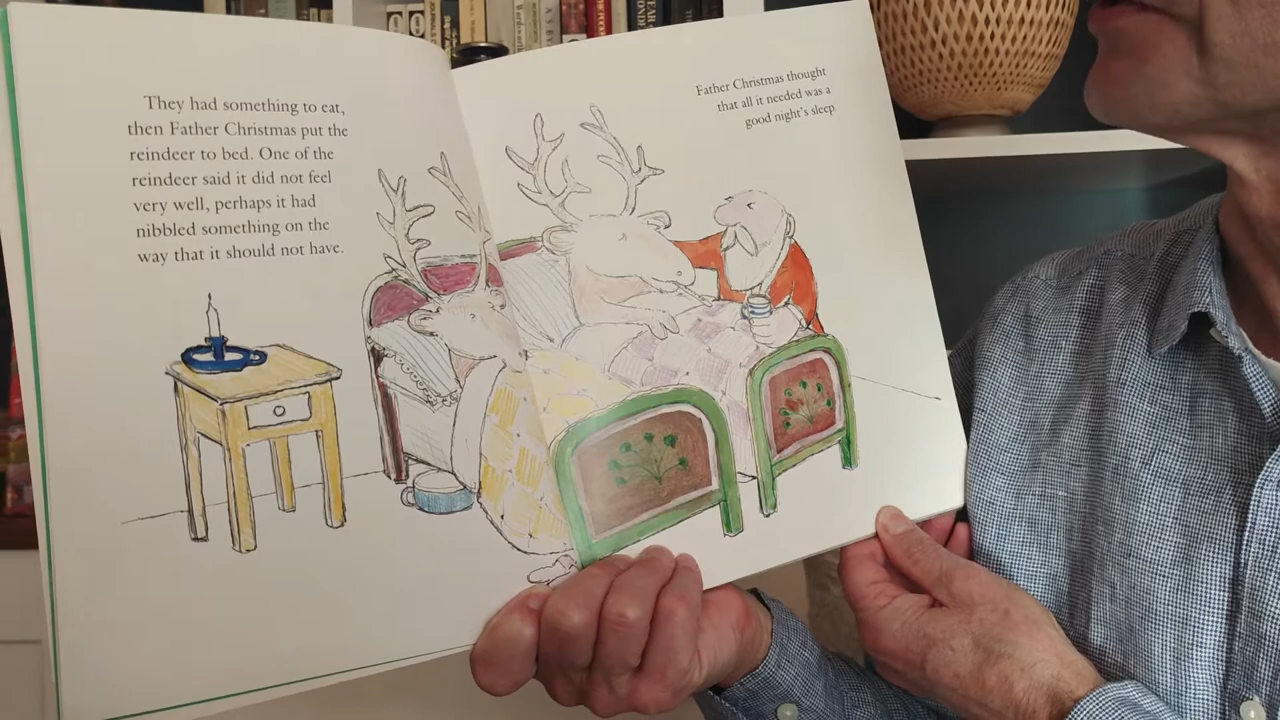 They had something to eat,
then Father Christmas put the
reindeer to bed. One of the
reindeer said it did not feel
very well, perhaps it had
nibbled something on the
way that it should not have.
Father Christmas thought
that all it needed was a
good night's sleep.